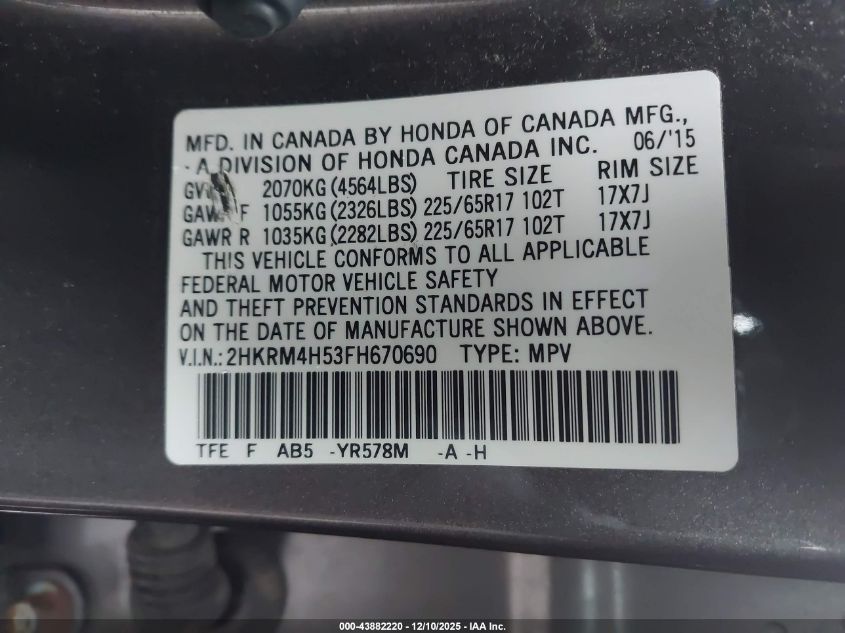 MFD. IN CANADA BY HONDA OF CANADA MFG.,
A DIVISION OF HONDA CANADA INC. 06/'15
2070KG (4564LBS) TIRE SIZE RIM SIZE
F 1055KG (2326LBS) 225/65R17 102T 17X7J
GAWR R 1035KG (2282LBS) 225/65R17 102T 17X7J
THIS VEHICLE CONFORMS TO ALL APPLICABLE
FEDERAL MOTOR VEHICLE SAFETY
AND THEFT PREVENTION STANDARDS IN EFFECT
ON THE DATE OF MANUFACTURE SHOWN ABOVE.
V.I.N.: 2HKRM4H53FH670690 TYPE: MPV
TFE F AB5 -YR578M -A -H
000-43882220 - 12/10/2025 - IAA Inc.